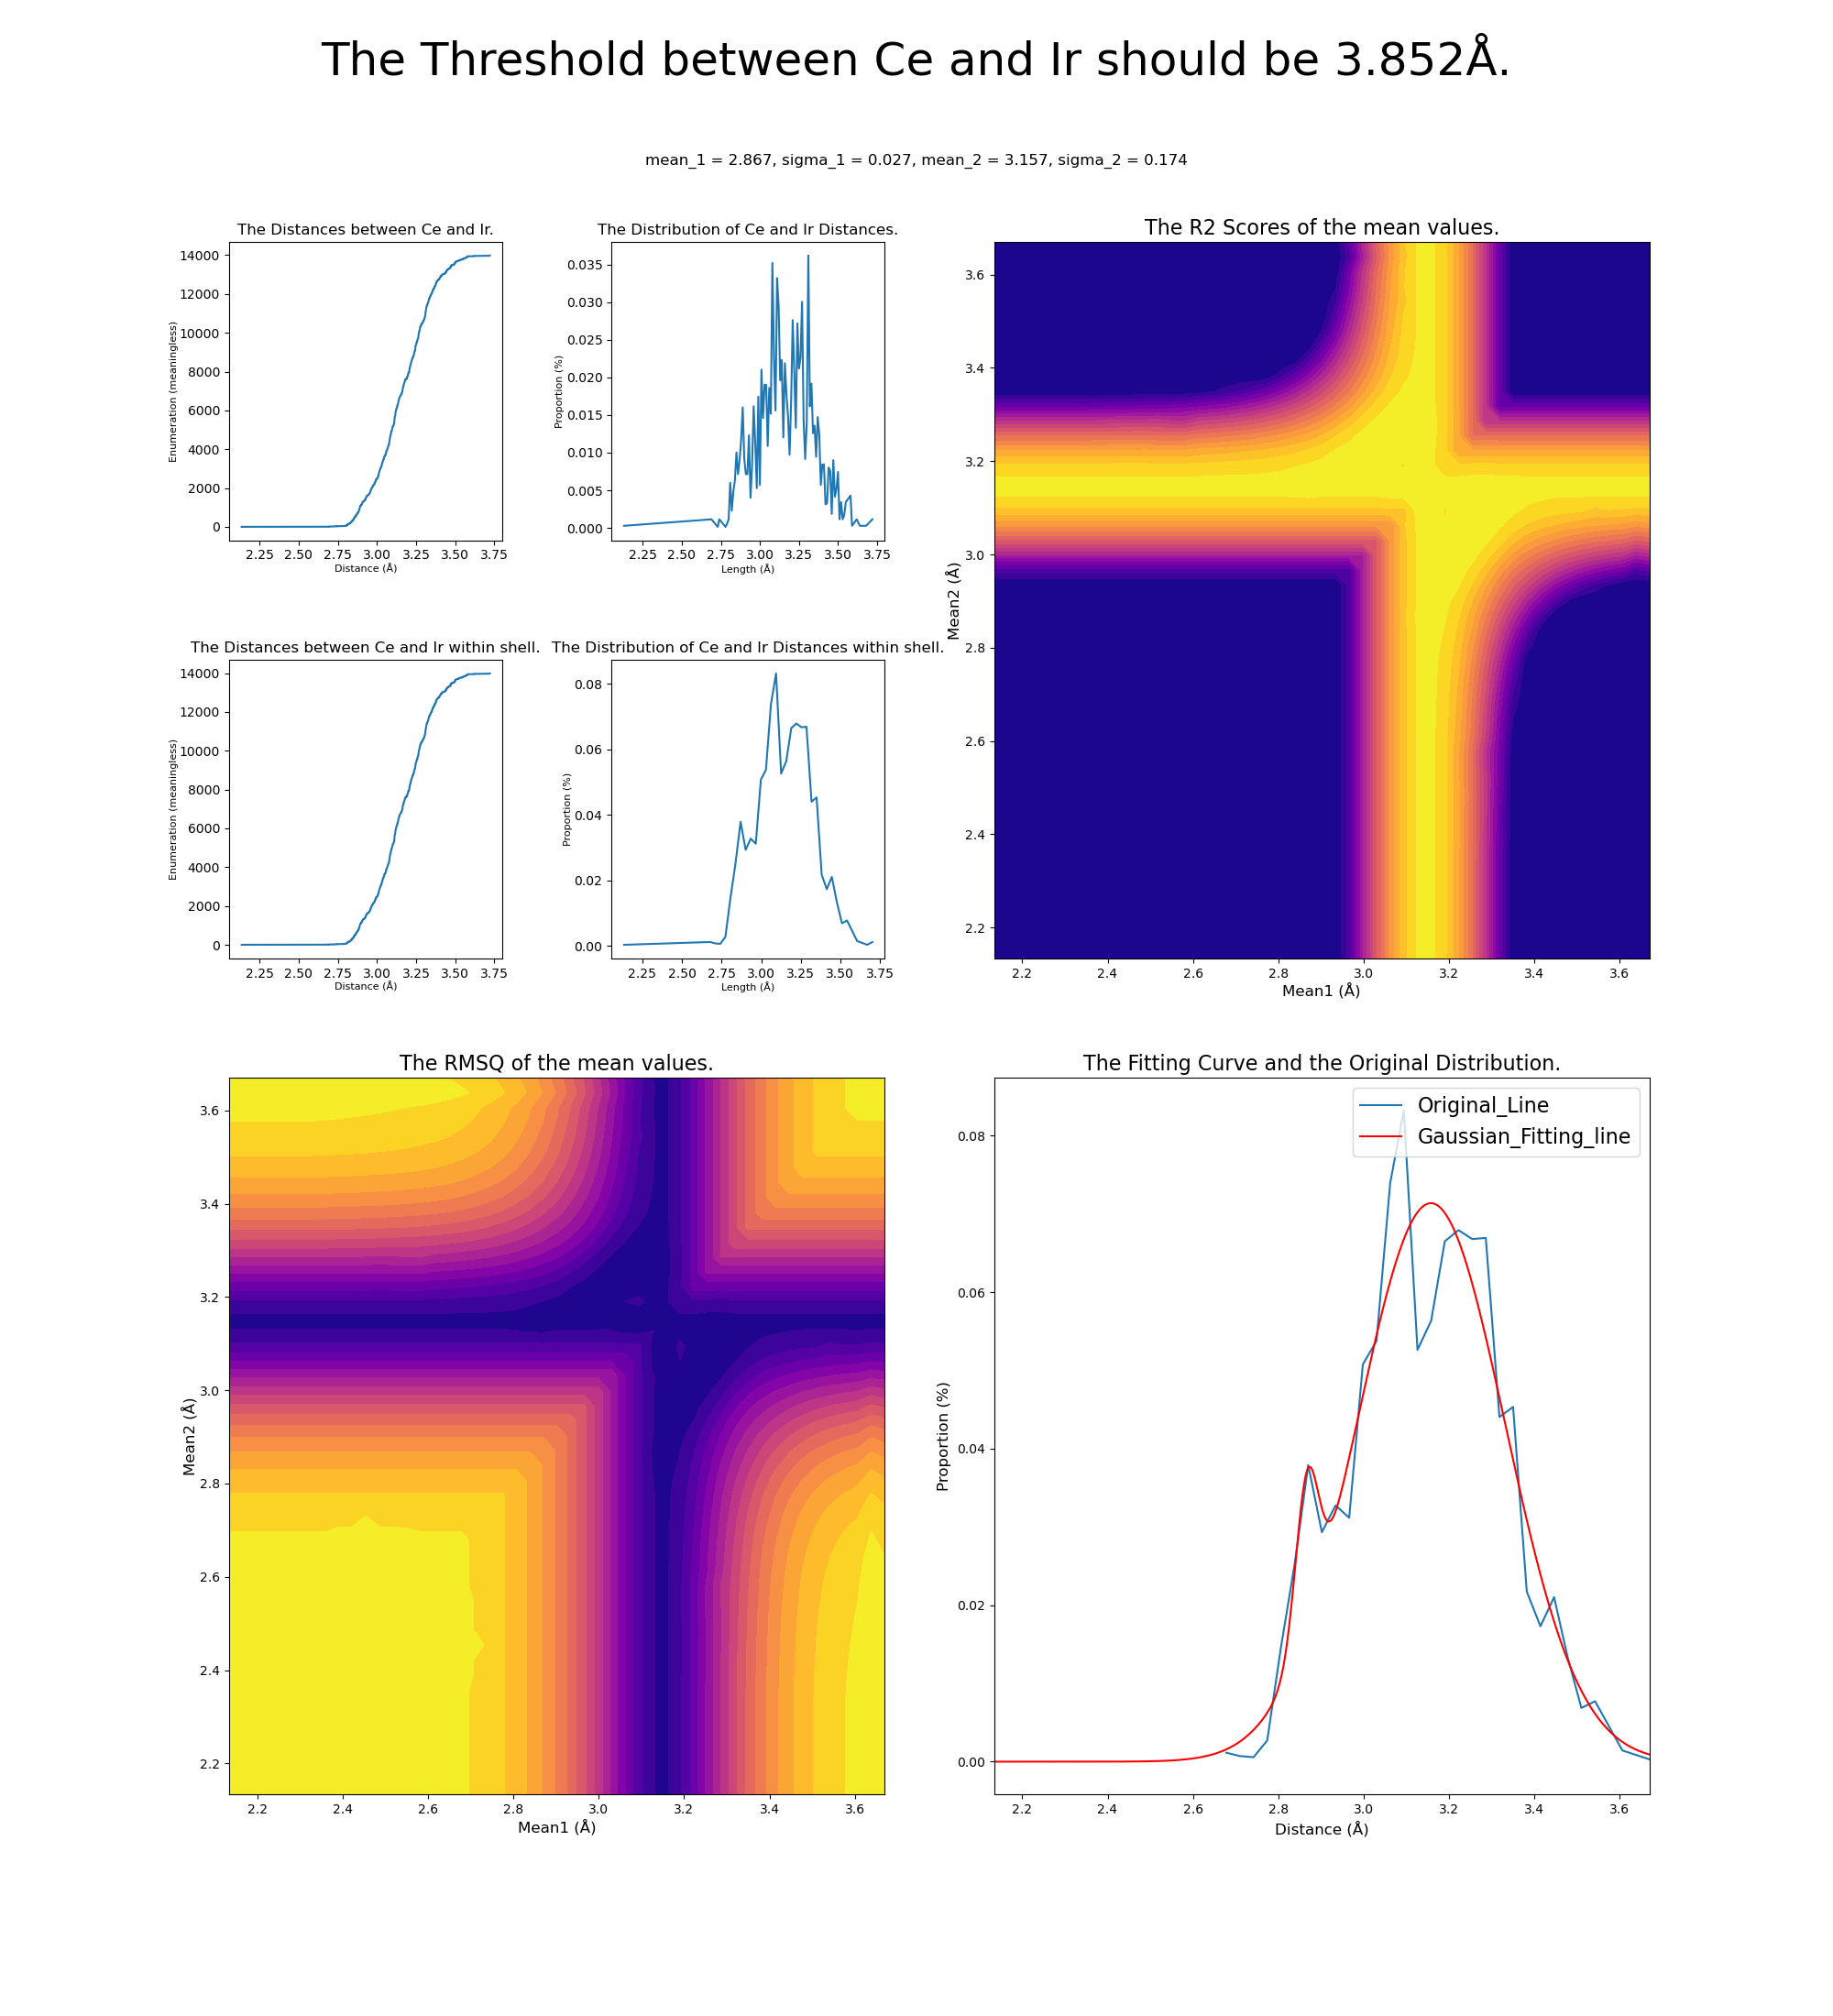 The Threshold between Ce and Ir should be 3.852Å.
mean_1 = 2.867, sigma_1 = 0.027, mean_2 = 3.157, sigma_2 = 0.174
The Distances between Ce and Ir.
14000
12000
10000
8000
6000
4000
2000
0
Enumeration (meaningless)
2.25 2.50 2.75 3.00 3.25 3.50 3.75
Distance (Å)
The Distribution of Ce and Ir Distances.
0.035
0.030
0.025
0.020
0.015
0.010
0.005
0.000
Proportion (%)
2.25 2.50 2.75 3.00 3.25 3.50 3.75
Length (Å)
The R2 Scores of the mean values.
3.6
3.4
3.2
3.0
2.8
2.6
2.4
2.2
Mean2 (Å)
2.2 2.4 2.6 2.8 3.0 3.2 3.4 3.6
Mean1 (Å)
The Distances between Ce and Ir within shell.
14000
12000
10000
8000
6000
4000
2000
0
Enumeration (meaningless)
2.25 2.50 2.75 3.00 3.25 3.50 3.75
Distance (Å)
The Distribution of Ce and Ir Distances within shell.
0.08
0.06
0.04
0.02
0.00
Proportion (%)
2.25 2.50 2.75 3.00 3.25 3.50 3.75
Length (Å)
The RMSQ of the mean values.
3.6
3.4
3.2
3.0
2.8
2.6
2.4
2.2
Mean2 (Å)
2.2 2.4 2.6 2.8 3.0 3.2 3.4 3.6
Mean1 (Å)
The Fitting Curve and the Original Distribution.
Original_Line
Gaussian_Fitting_line
0.08
0.06
0.04
0.02
0.00
Proportion (%)
2.2 2.4 2.6 2.8 3.0 3.2 3.4 3.6
Distance (Å)